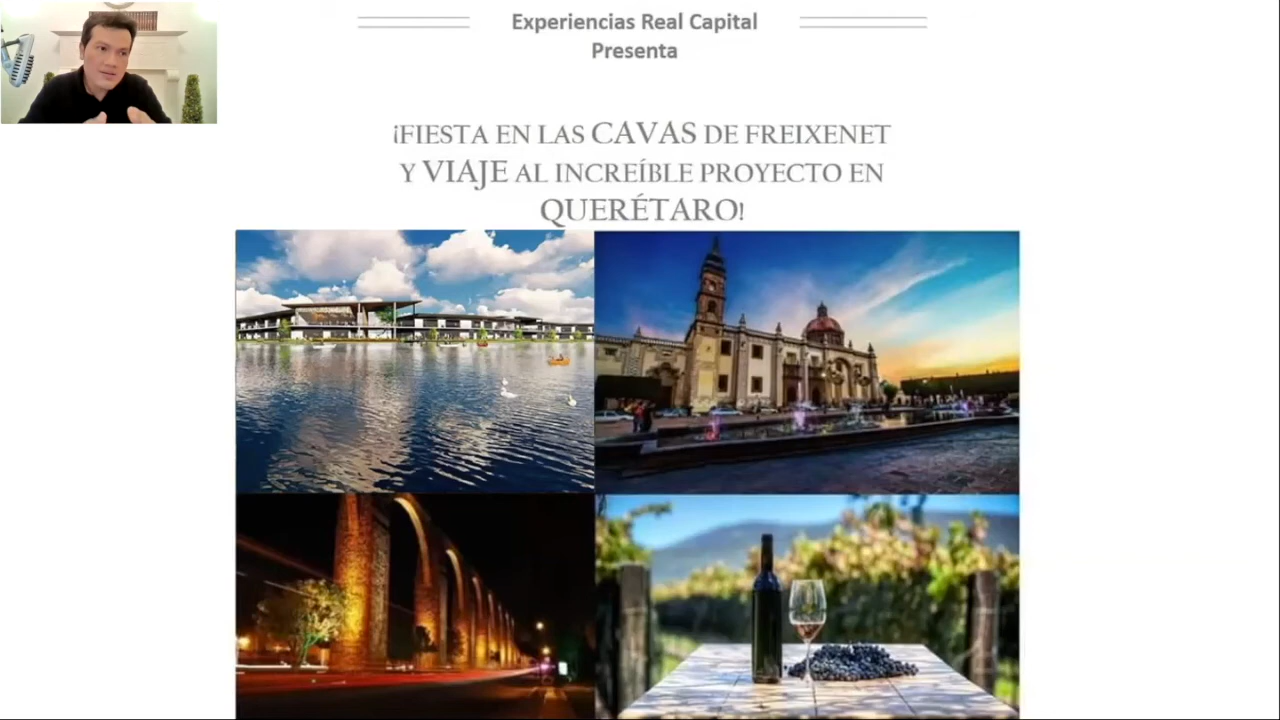 Experiencias Real Capital
Presenta
¡FIESTA EN LAS CAVAS DE FREIXENET
Y VIAJE AL INCREÍBLE PROYECTO EN
QUERÉTARO!